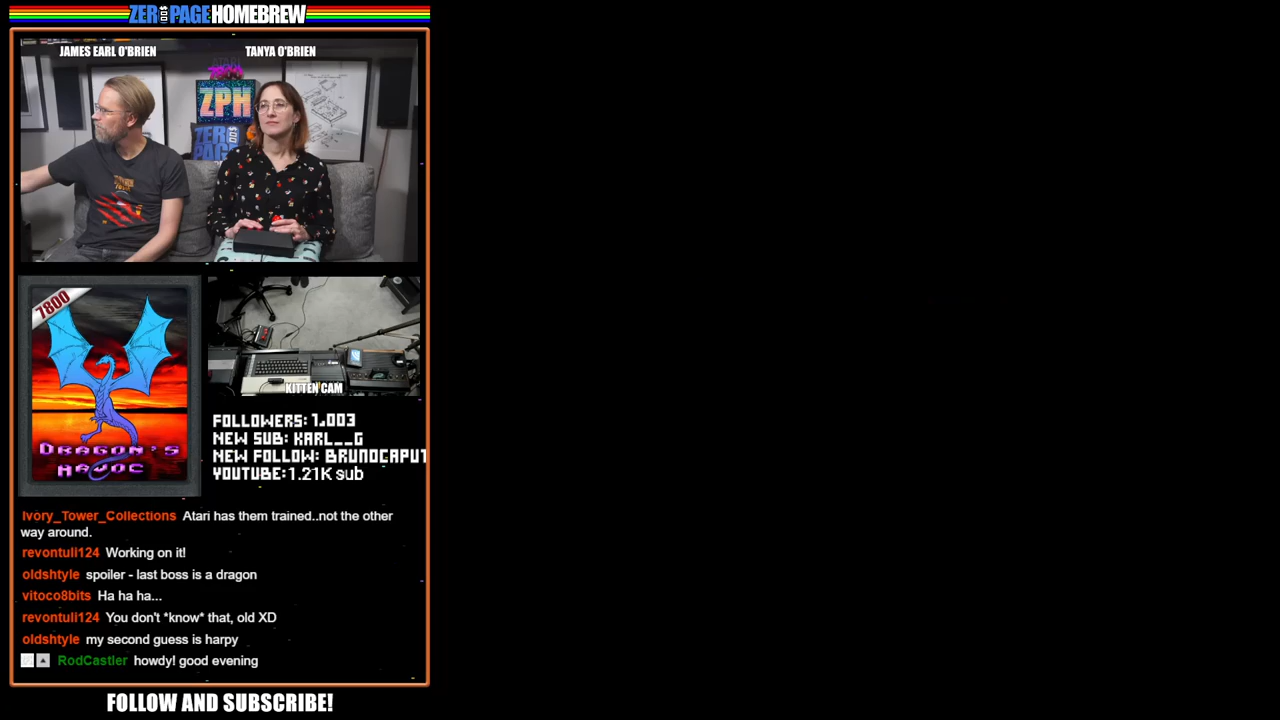 ZER PAGE HOMEBREW
JAMES EARL O'BRIEN
TANYA O'BRIEN
ZPH
ZERO
PAGE
7800
DRAGON'S
HAVOC
KITTEN CAM
FOLLOWERS: 1,003
NEW SUB: KARL__G
NEW FOLLOW: BRUNOCAPUT
YOUTUBE: 1.21K sub
Ivory_Tower_Collections Atari has them trained..not the other
way around.
revontuli124 Working on it!
oldshtyle spoiler - last boss is a dragon
vitoco8bits Ha ha ha...
revontuli124 You don't *know* that, old XD
oldshtyle my second guess is harpy
RodCastler howdy! good evening
FOLLOW AND SUBSCRIBE!